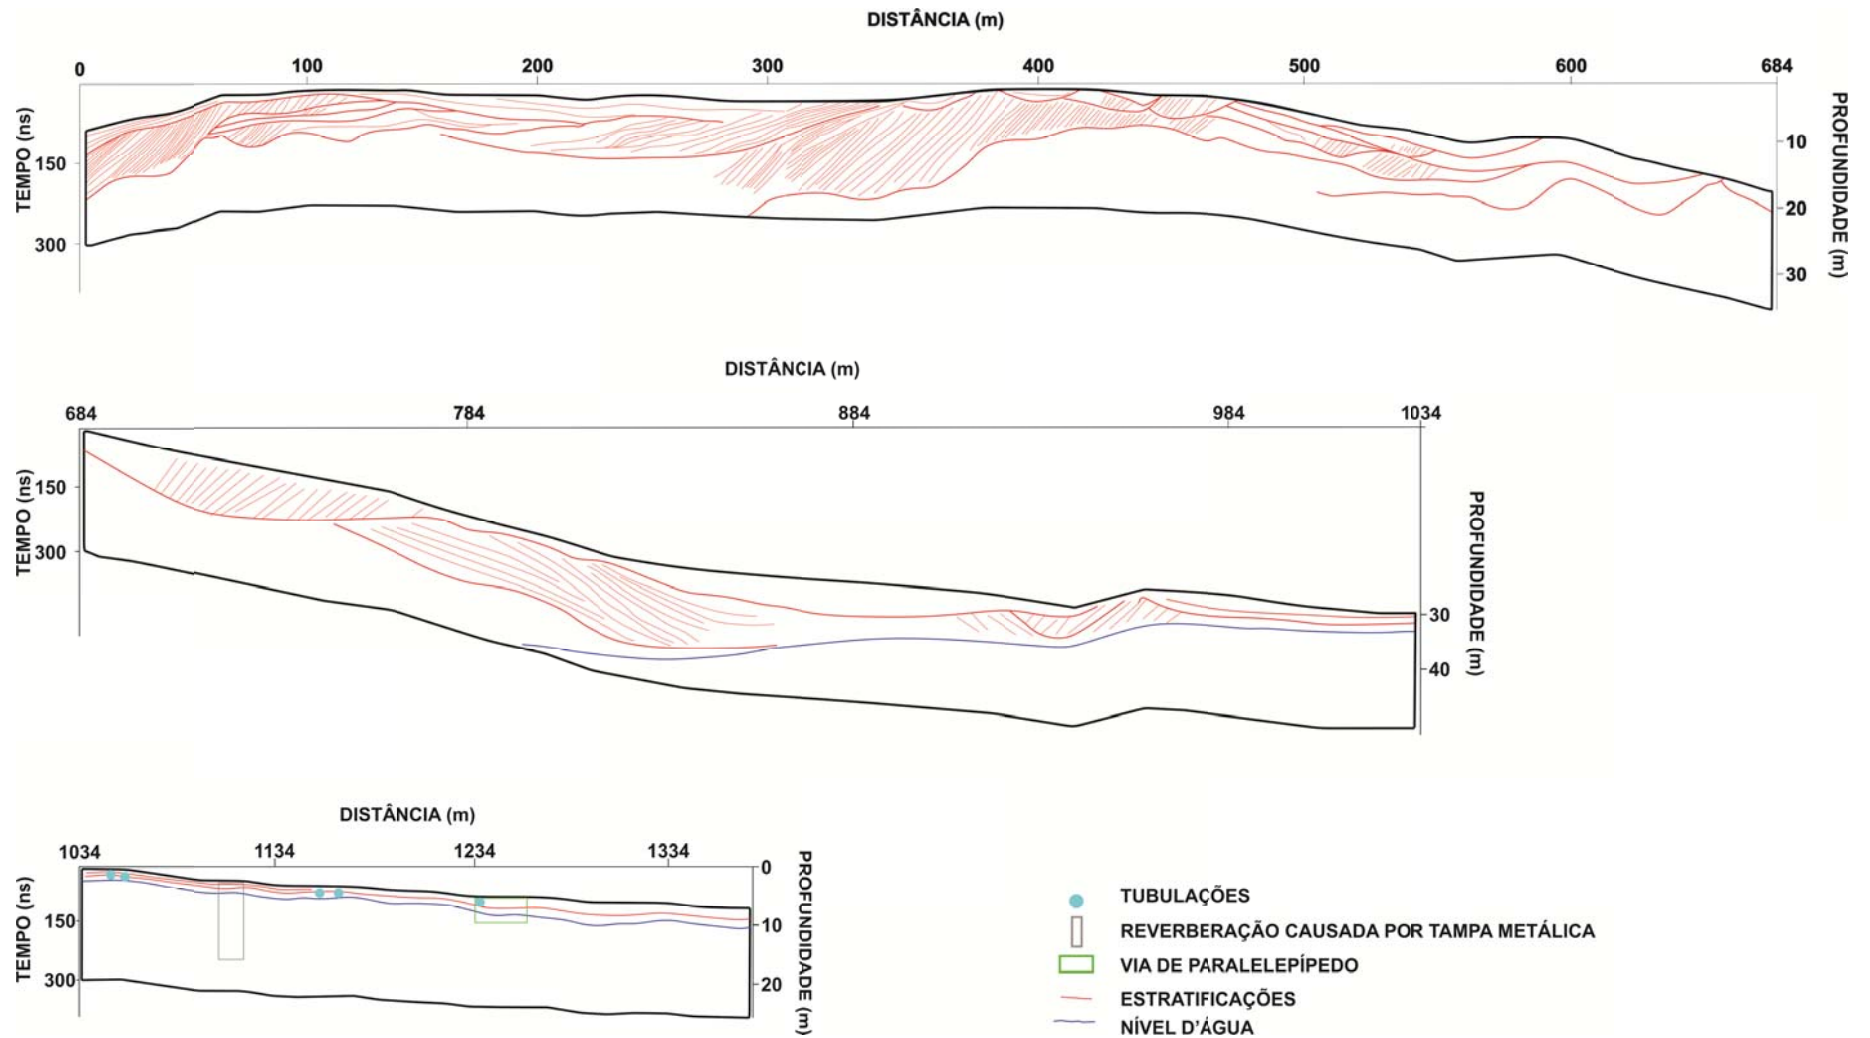 DISTÂNCIA (m)
0 100 200 300 400 500 600 684
TEMPO (ns)
150
300
10
20
30
PROFUNDIDADE (m)
DISTÂNCIA (m)
684 784 884 984 1034
TEMPO (ns)
150
300
30
40
PROFUNDIDADE (m)
DISTÂNCIA (m)
1034 1134 1234 1334
TEMPO (ns)
150
300
0
10
20
PROFUNDIDADE (m)
TUBULAÇÕES
REVERBERAÇÃO CAUSADA POR TAMPA METÁLICA
VIA DE PARALELEPÍPEDO
ESTRATIFICAÇÕES
NÍVEL D'ÁGUA